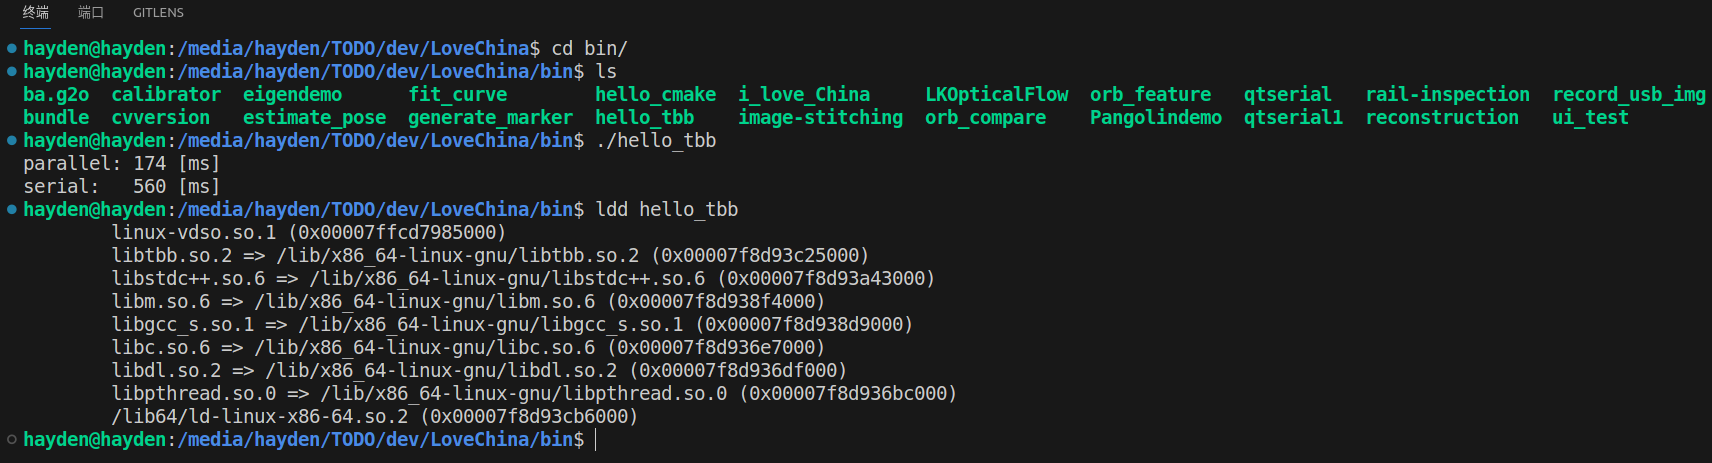 终端 端口 GITLENS
hayden@hayden:/media/hayden/TODO/dev/LoveChina$ cd bin/
hayden@hayden:/media/hayden/TODO/dev/LoveChina/bin$ ls
ba.g2o calibrator eigendemo fit_curve hello_cmake i_love_China LKOpticalFlow orb_feature qtserial rail-inspection record_usb_img
bundle cvversion estimate_pose generate_marker hello_tbb image-stitching orb_compare Pangolindemo qtserial1 reconstruction ui_test
hayden@hayden:/media/hayden/TODO/dev/LoveChina/bin$ ./hello_tbb
parallel: 174 [ms]
serial: 560 [ms]
hayden@hayden:/media/hayden/TODO/dev/LoveChina/bin$ ldd hello_tbb
linux-vdso.so.1 (0x00007ffcd7985000)
libtbb.so.2 => /lib/x86_64-linux-gnu/libtbb.so.2 (0x00007f8d93c25000)
libstdc++.so.6 => /lib/x86_64-linux-gnu/libstdc++.so.6 (0x00007f8d93a43000)
libm.so.6 => /lib/x86_64-linux-gnu/libm.so.6 (0x00007f8d938f4000)
libgcc_s.so.1 => /lib/x86_64-linux-gnu/libgcc_s.so.1 (0x00007f8d938d9000)
libc.so.6 => /lib/x86_64-linux-gnu/libc.so.6 (0x00007f8d936e7000)
libdl.so.2 => /lib/x86_64-linux-gnu/libdl.so.2 (0x00007f8d936df000)
libpthread.so.0 => /lib/x86_64-linux-gnu/libpthread.so.0 (0x00007f8d936bc000)
/lib64/ld-linux-x86-64.so.2 (0x00007f8d93cb6000)
hayden@hayden:/media/hayden/TODO/dev/LoveChina/bin$